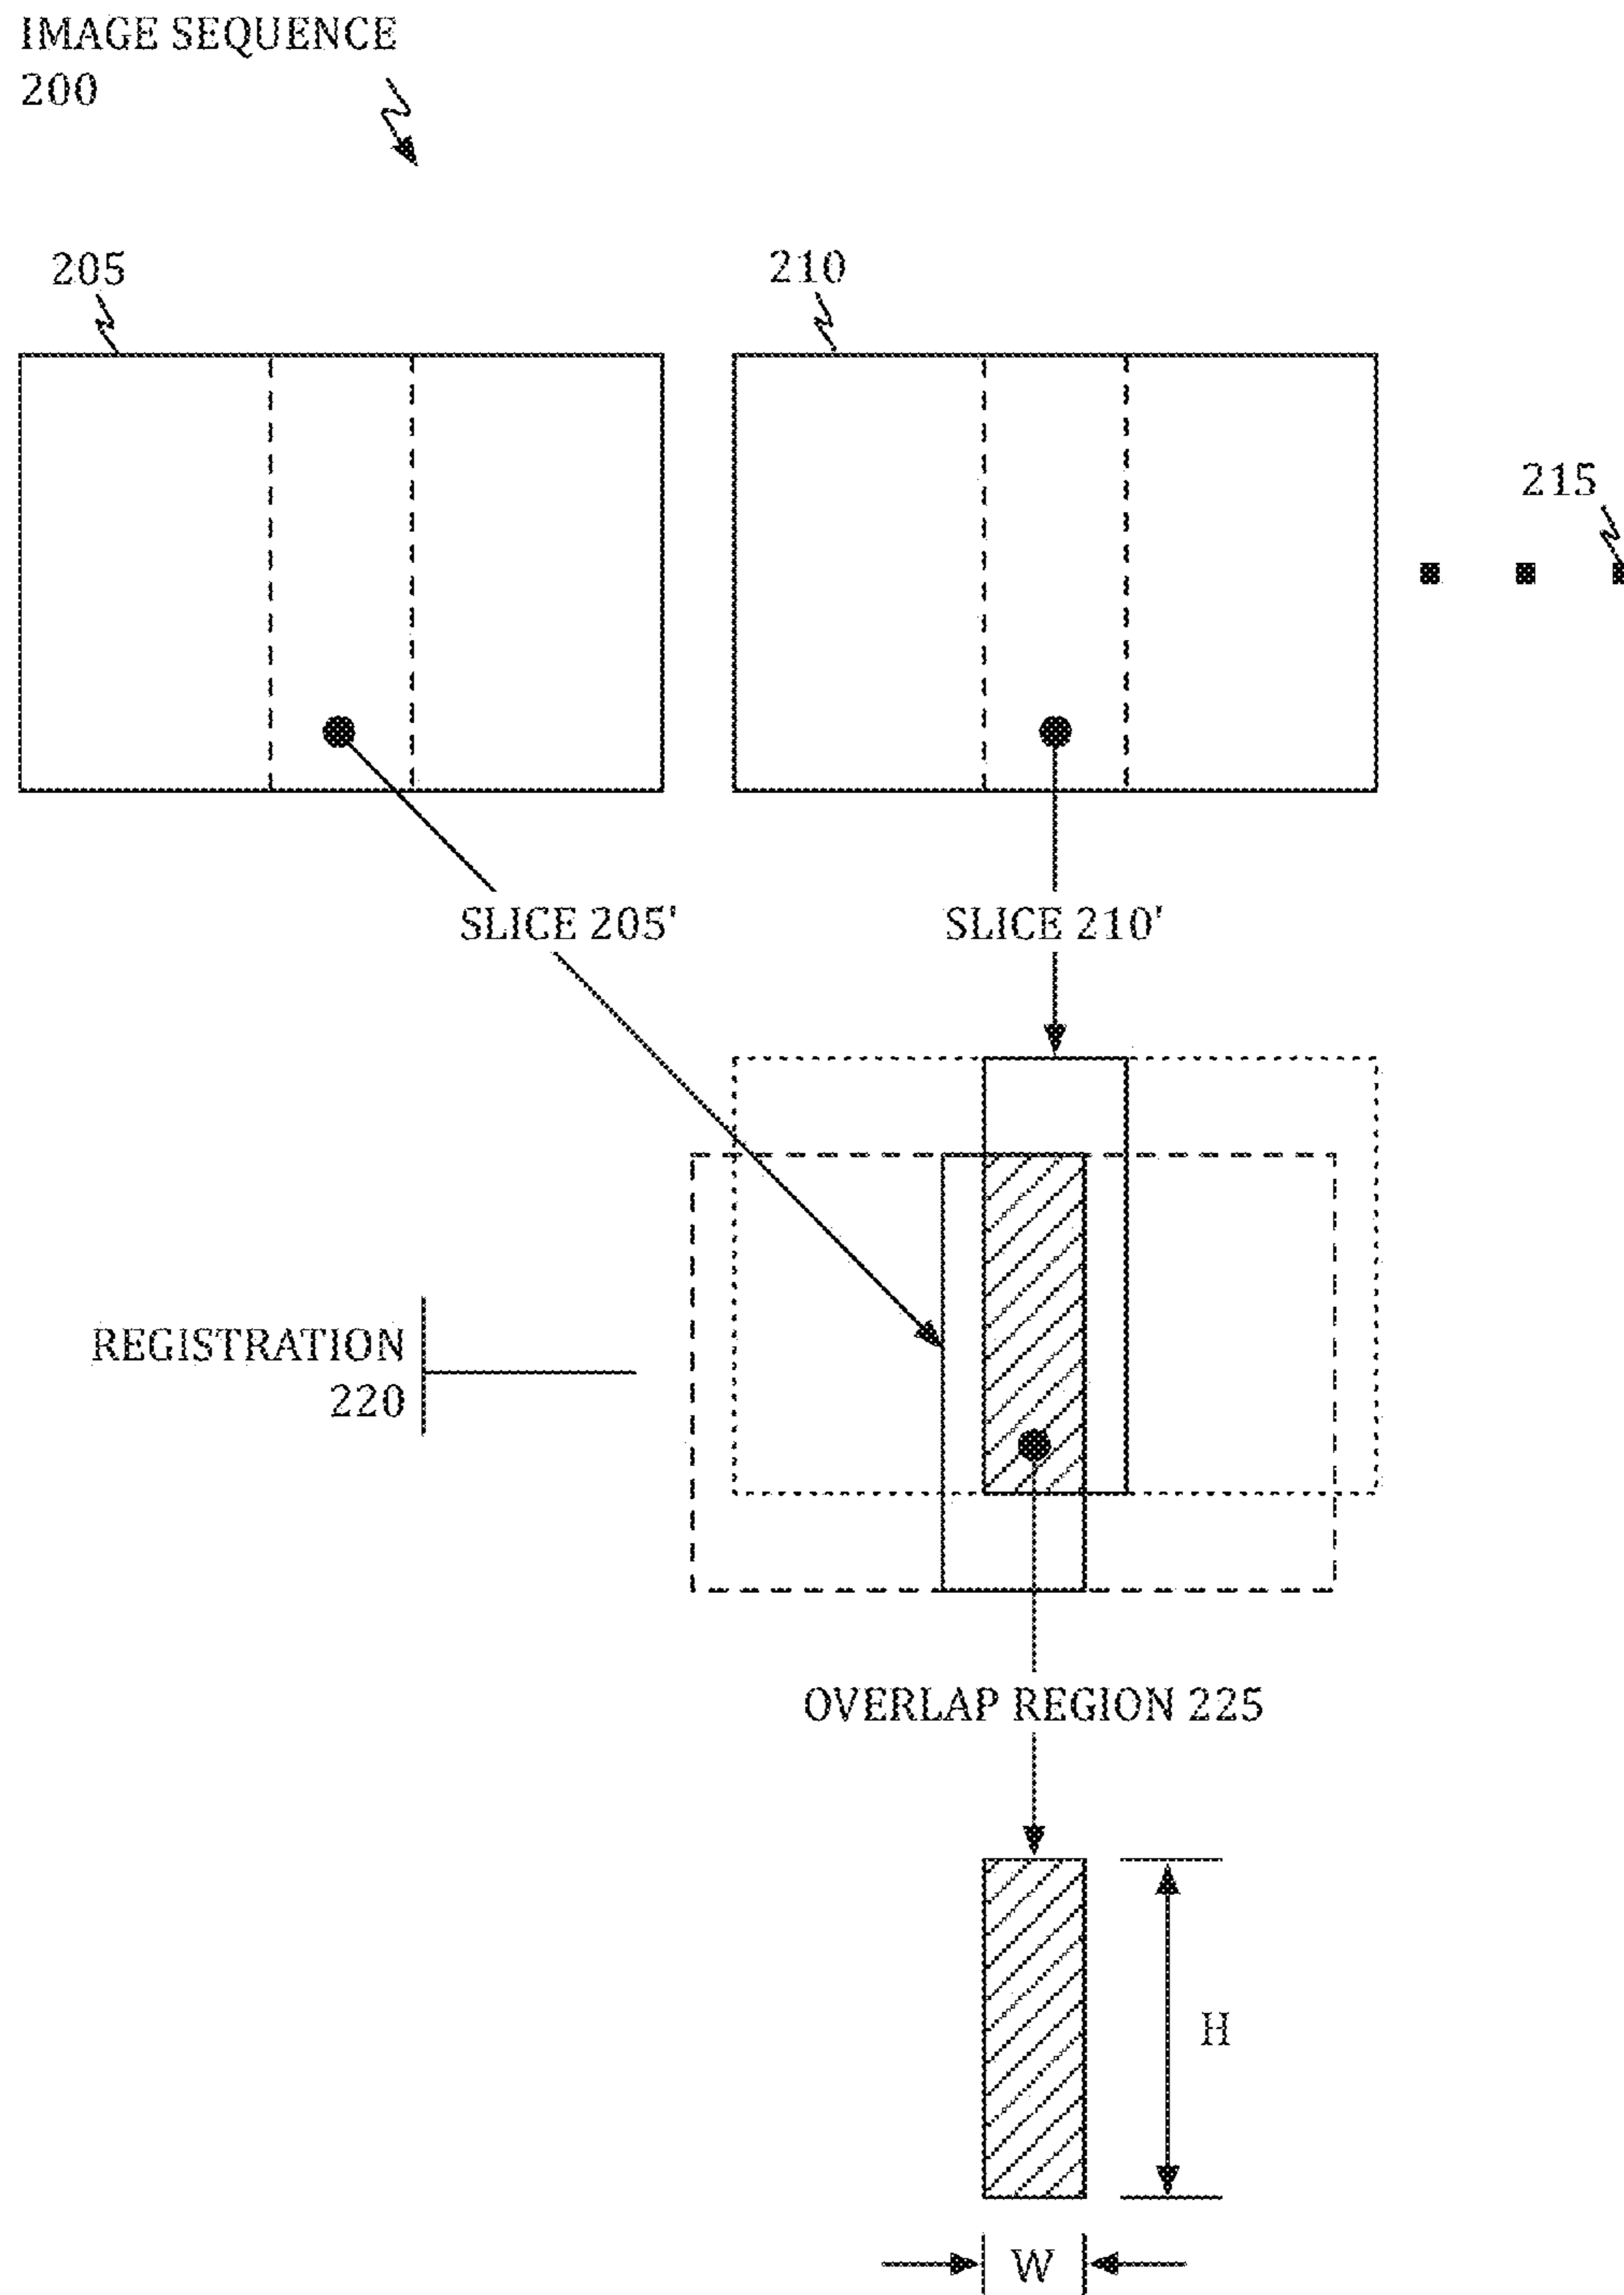 IMAGE SEQUENCE
200
205
210
215
SLICE 205'
SLICE 210'
REGISTRATION
220
OVERLAP REGION 225
H
W